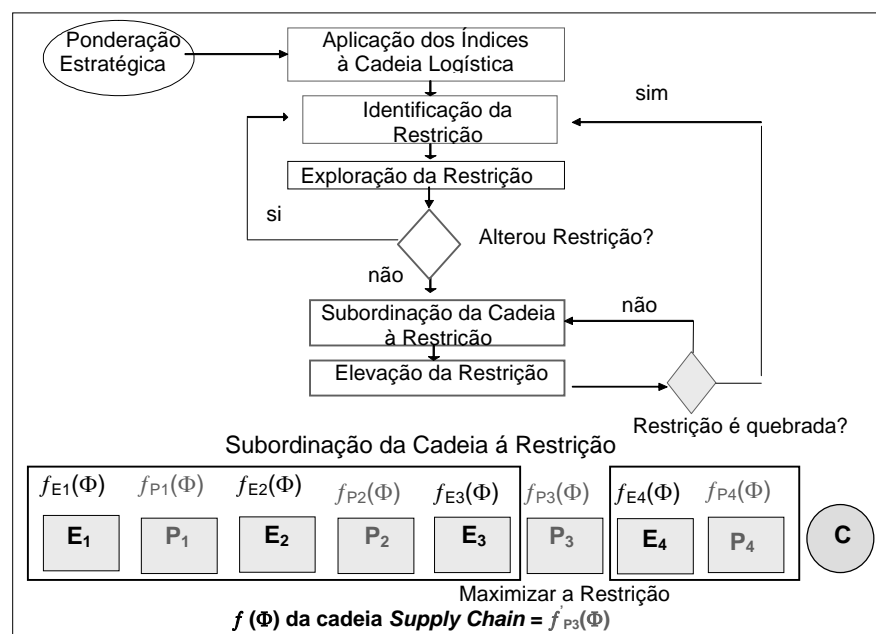 Ponderação
Estratégica
Aplicação dos Índices
à Cadeia Logística
Identificação da
Restrição
sim
Exploração da Restrição
si
Alterou Restrição?
não
Subordinação da Cadeia
à Restricão
não
Elevação da Restrição
Restrição é quebrada?
Subordinação da Cadeia á Restrição
fE1(Φ) fP1(Φ) fE2(Φ) fP2(Φ) fE3(Φ) fP3(Φ) fE4(Φ) fP4(Φ)
E1 P1 E2 P2 E3 P3 E4 P4 C
Maximizar a Restrição
f (Φ) da cadeia Supply Chain = f'P3(Φ)